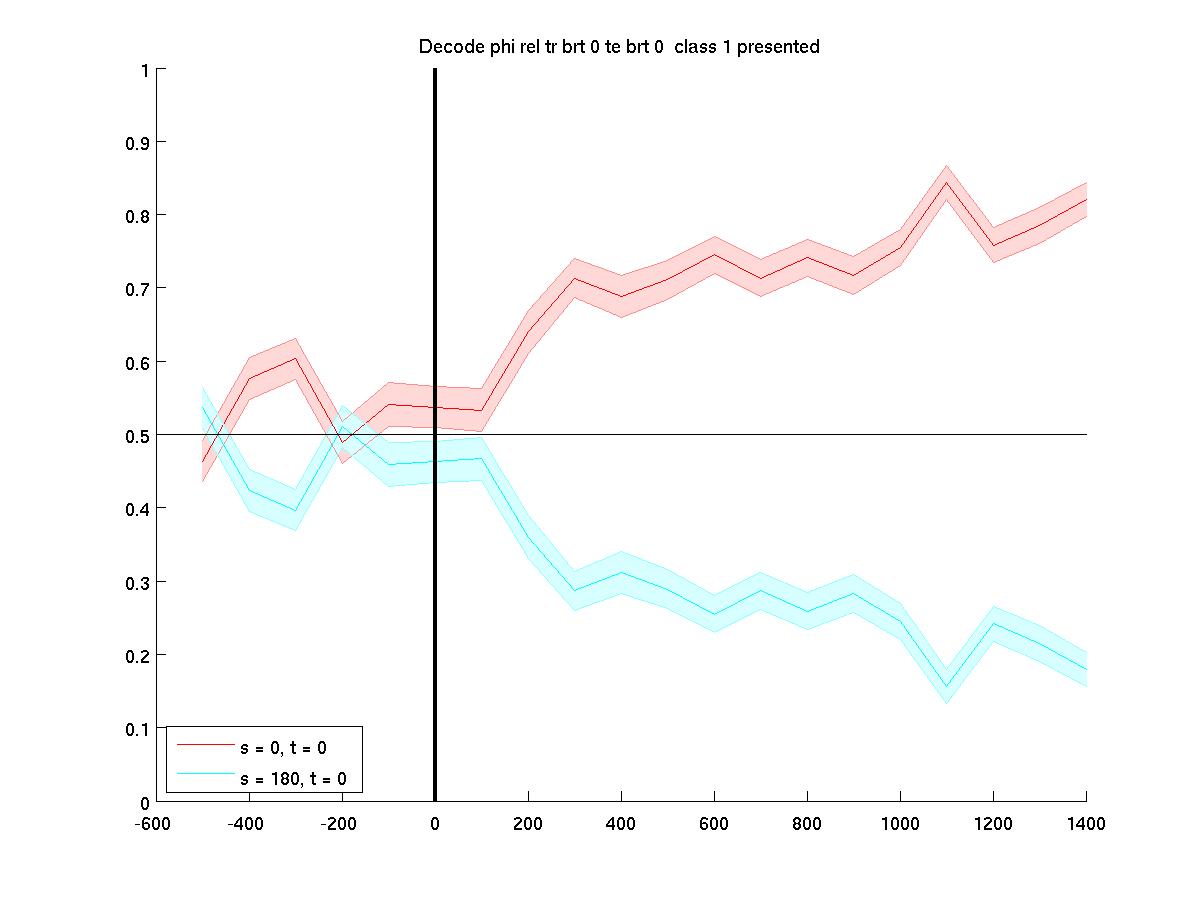 Decode phi rel tr brt 0 te brt 0  class 1 presented
1
0.9
0.8
0.7
0.6
0.5
0.4
0.3
0.2
0.1
0
s = 0, t = 0
s = 180, t = 0
-600 -400 -200 0 200 400 600 800 1000 1200 1400